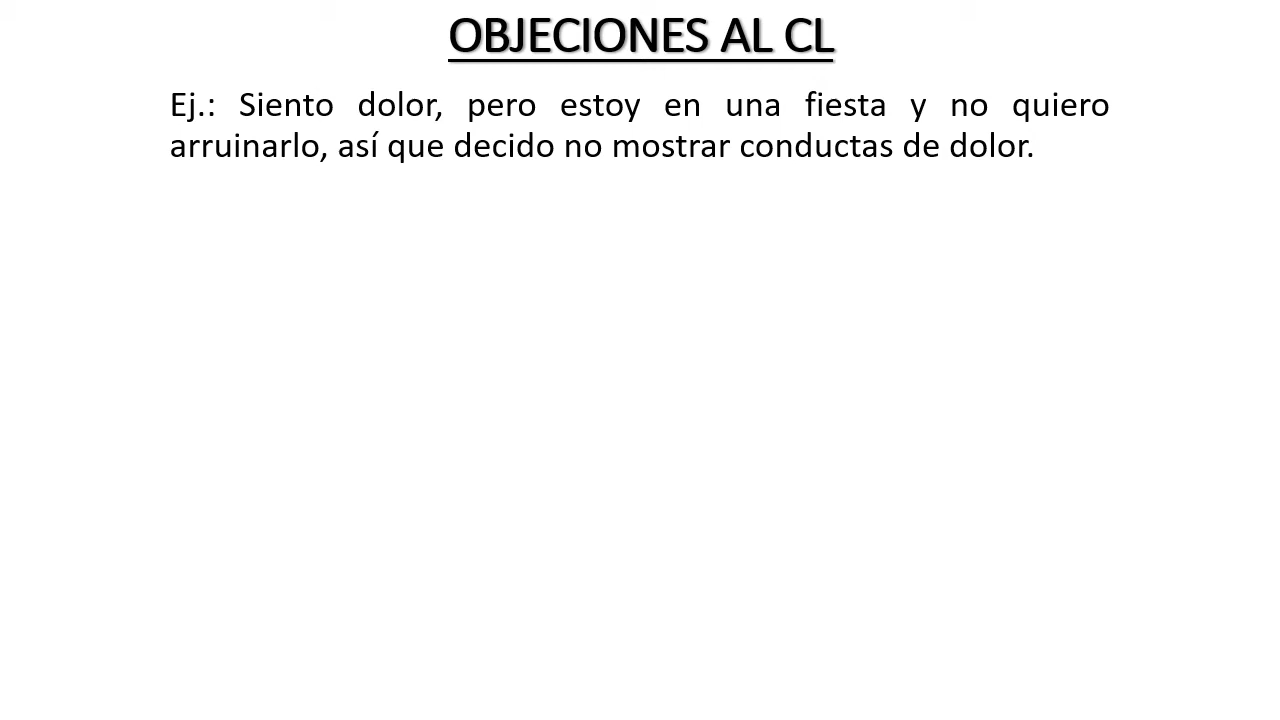 OBJECIONES AL CL
Ej.: Siento dolor, pero estoy en una fiesta y no quiero
arruinarlo, así que decido no mostrar conductas de dolor.